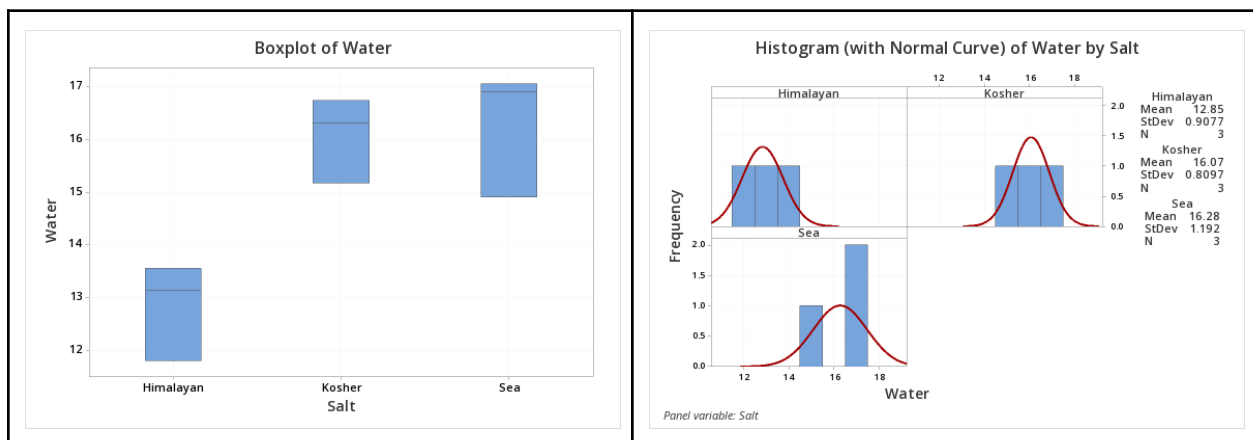 Boxplot of Water
17
16
15
14
13
12
Water
Himalayan Kosher Sea
Salt
Histogram (with Normal Curve) of Water by Salt
12 14 16 18
Himalayan Kosher
2.0
1.5
1.0
0.5
0.0
Himalayan
Mean 12.85
StDev 0.9077
N 3
Kosher
Mean 16.07
StDev 0.8097
N 3
Sea
Mean 16.28
StDev 1.192
N 3
Frequency
Sea
2.0
1.5
1.0
0.5
0.0
12 14 16 18
Water
Panel variable: Salt